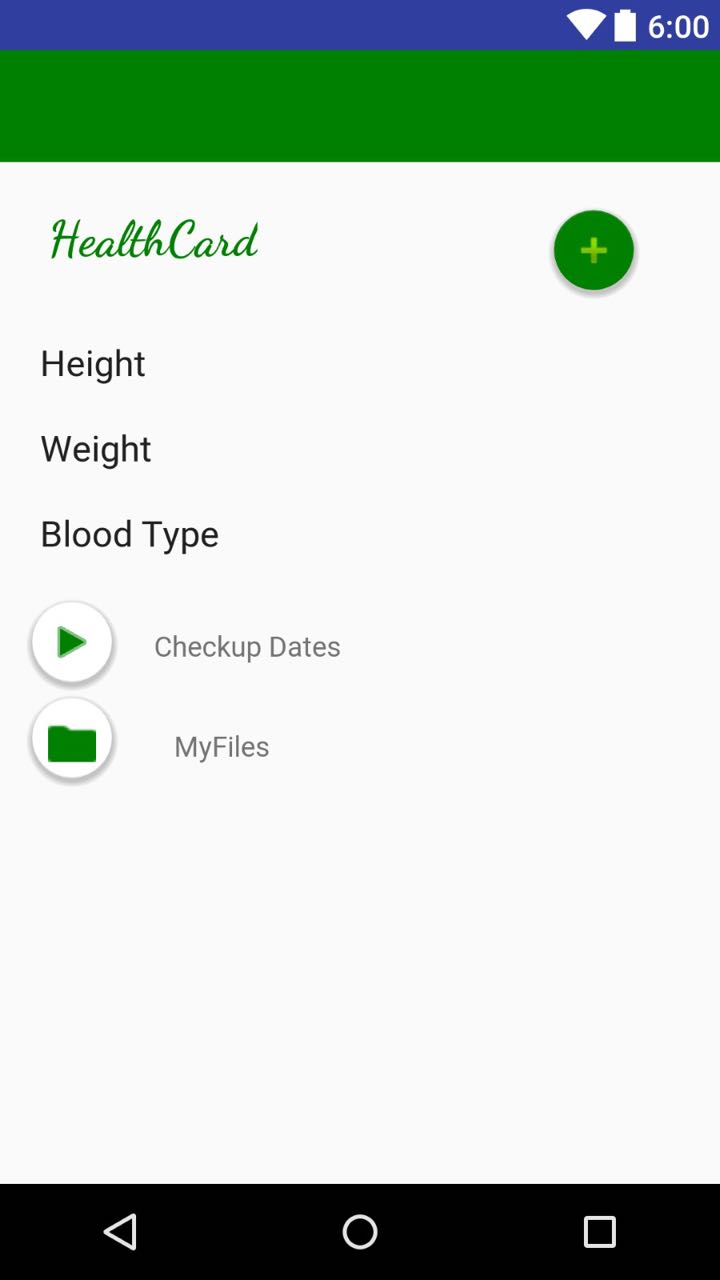 6:00
HealthCard
Height
Weight
Blood Type
Checkup Dates
MyFiles